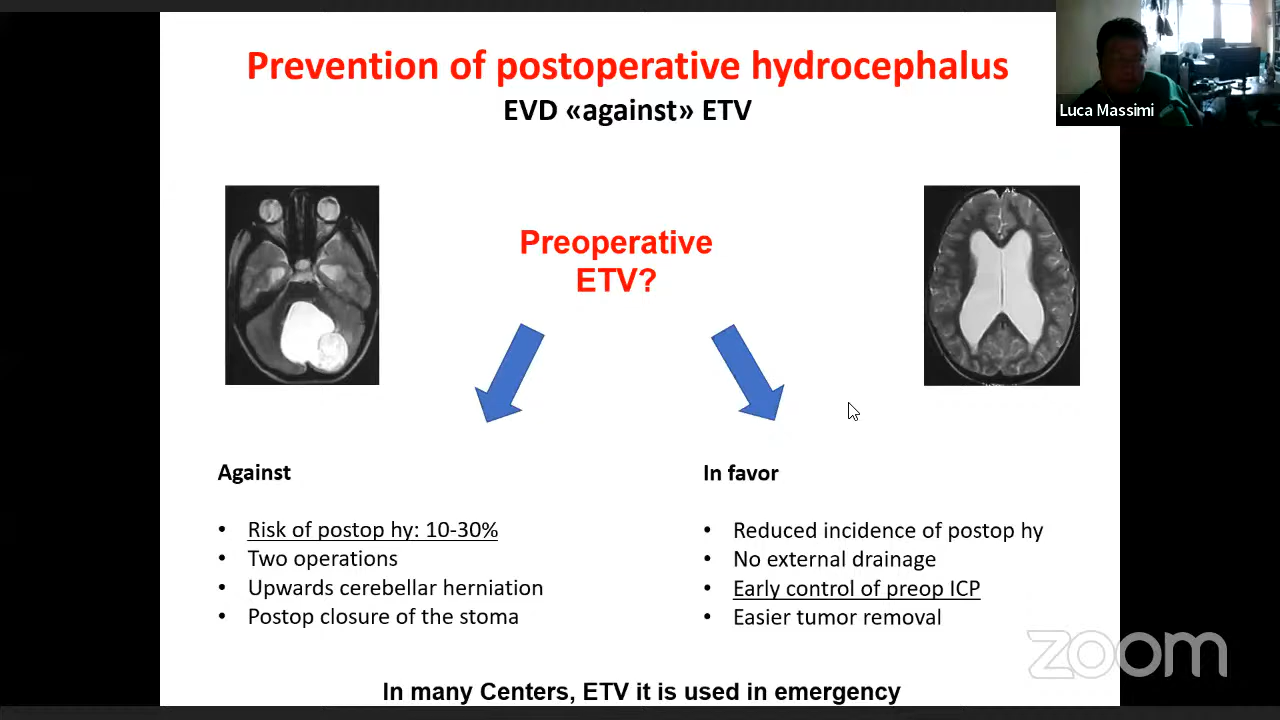 Prevention of postoperative hydrocephalus
EVD «against» ETV
Luca Massimi
Preoperative
ETV?
Against
• Risk of postop hy: 10-30%
• Two operations
• Upwards cerebellar herniation
• Postop closure of the stoma
In favor
• Reduced incidence of postop hy
• No external drainage
• Early control of preop ICP
• Easier tumor removal
In many Centers, ETV it is used in emergency
zoom